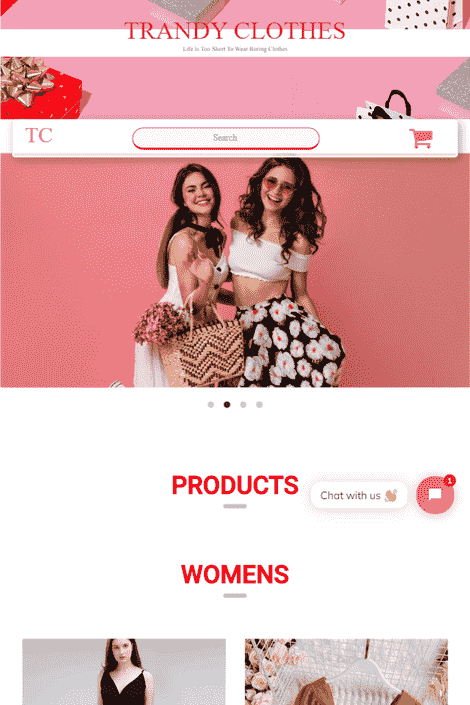 TRANDY CLOTHES
Life is Too Short To Wear Boring Clothes
TC
Search
PRODUCTS
Chat with us 👋🏼
1
WOMENS